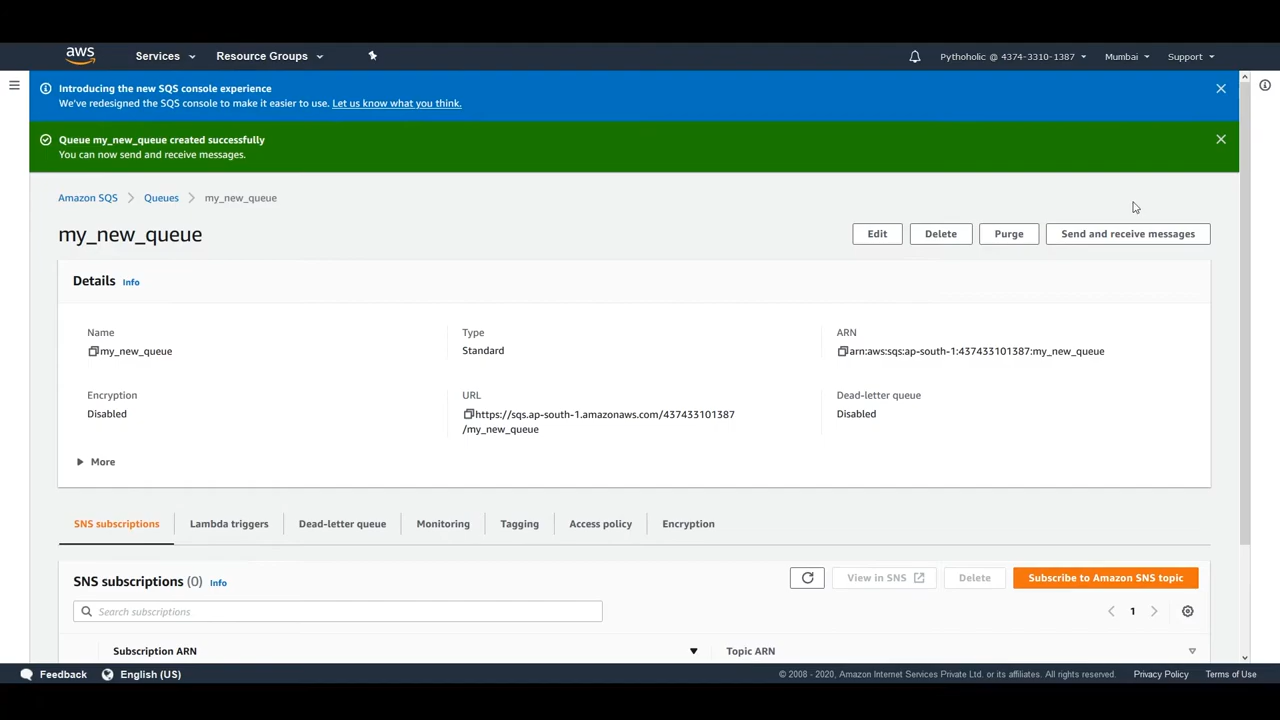 aws Services Resource Groups Pythoholic @ 4374-3310-1387 Mumbai Support
Introducing the new SQS console experience
We've redesigned the SQS console to make it easier to use. Let us know what you think.
Queue my_new_queue created successfully
You can now send and receive messages.
Amazon SQS Queues my_new_queue
my_new_queue Edit Delete Purge Send and receive messages
Details Info
Name Type ARN
my_new_queue Standard arn:aws:sqs:ap-south-1:437433101387:my_new_queue
Encryption URL Dead-letter queue
Disabled https://sqs.ap-south-1.amazonaws.com/437433101387 Disabled
/my_new_queue
More
SNS subscriptions Lambda triggers Dead-letter queue Monitoring Tagging Access policy Encryption
SNS subscriptions (0) Info View in SNS Delete Subscribe to Amazon SNS topic
Search subscriptions 1
Subscription ARN Topic ARN
Feedback English (US) © 2008 - 2020, Amazon Internet Services Private Ltd. or its affiliates. All rights reserved. Privacy Policy Terms of Use